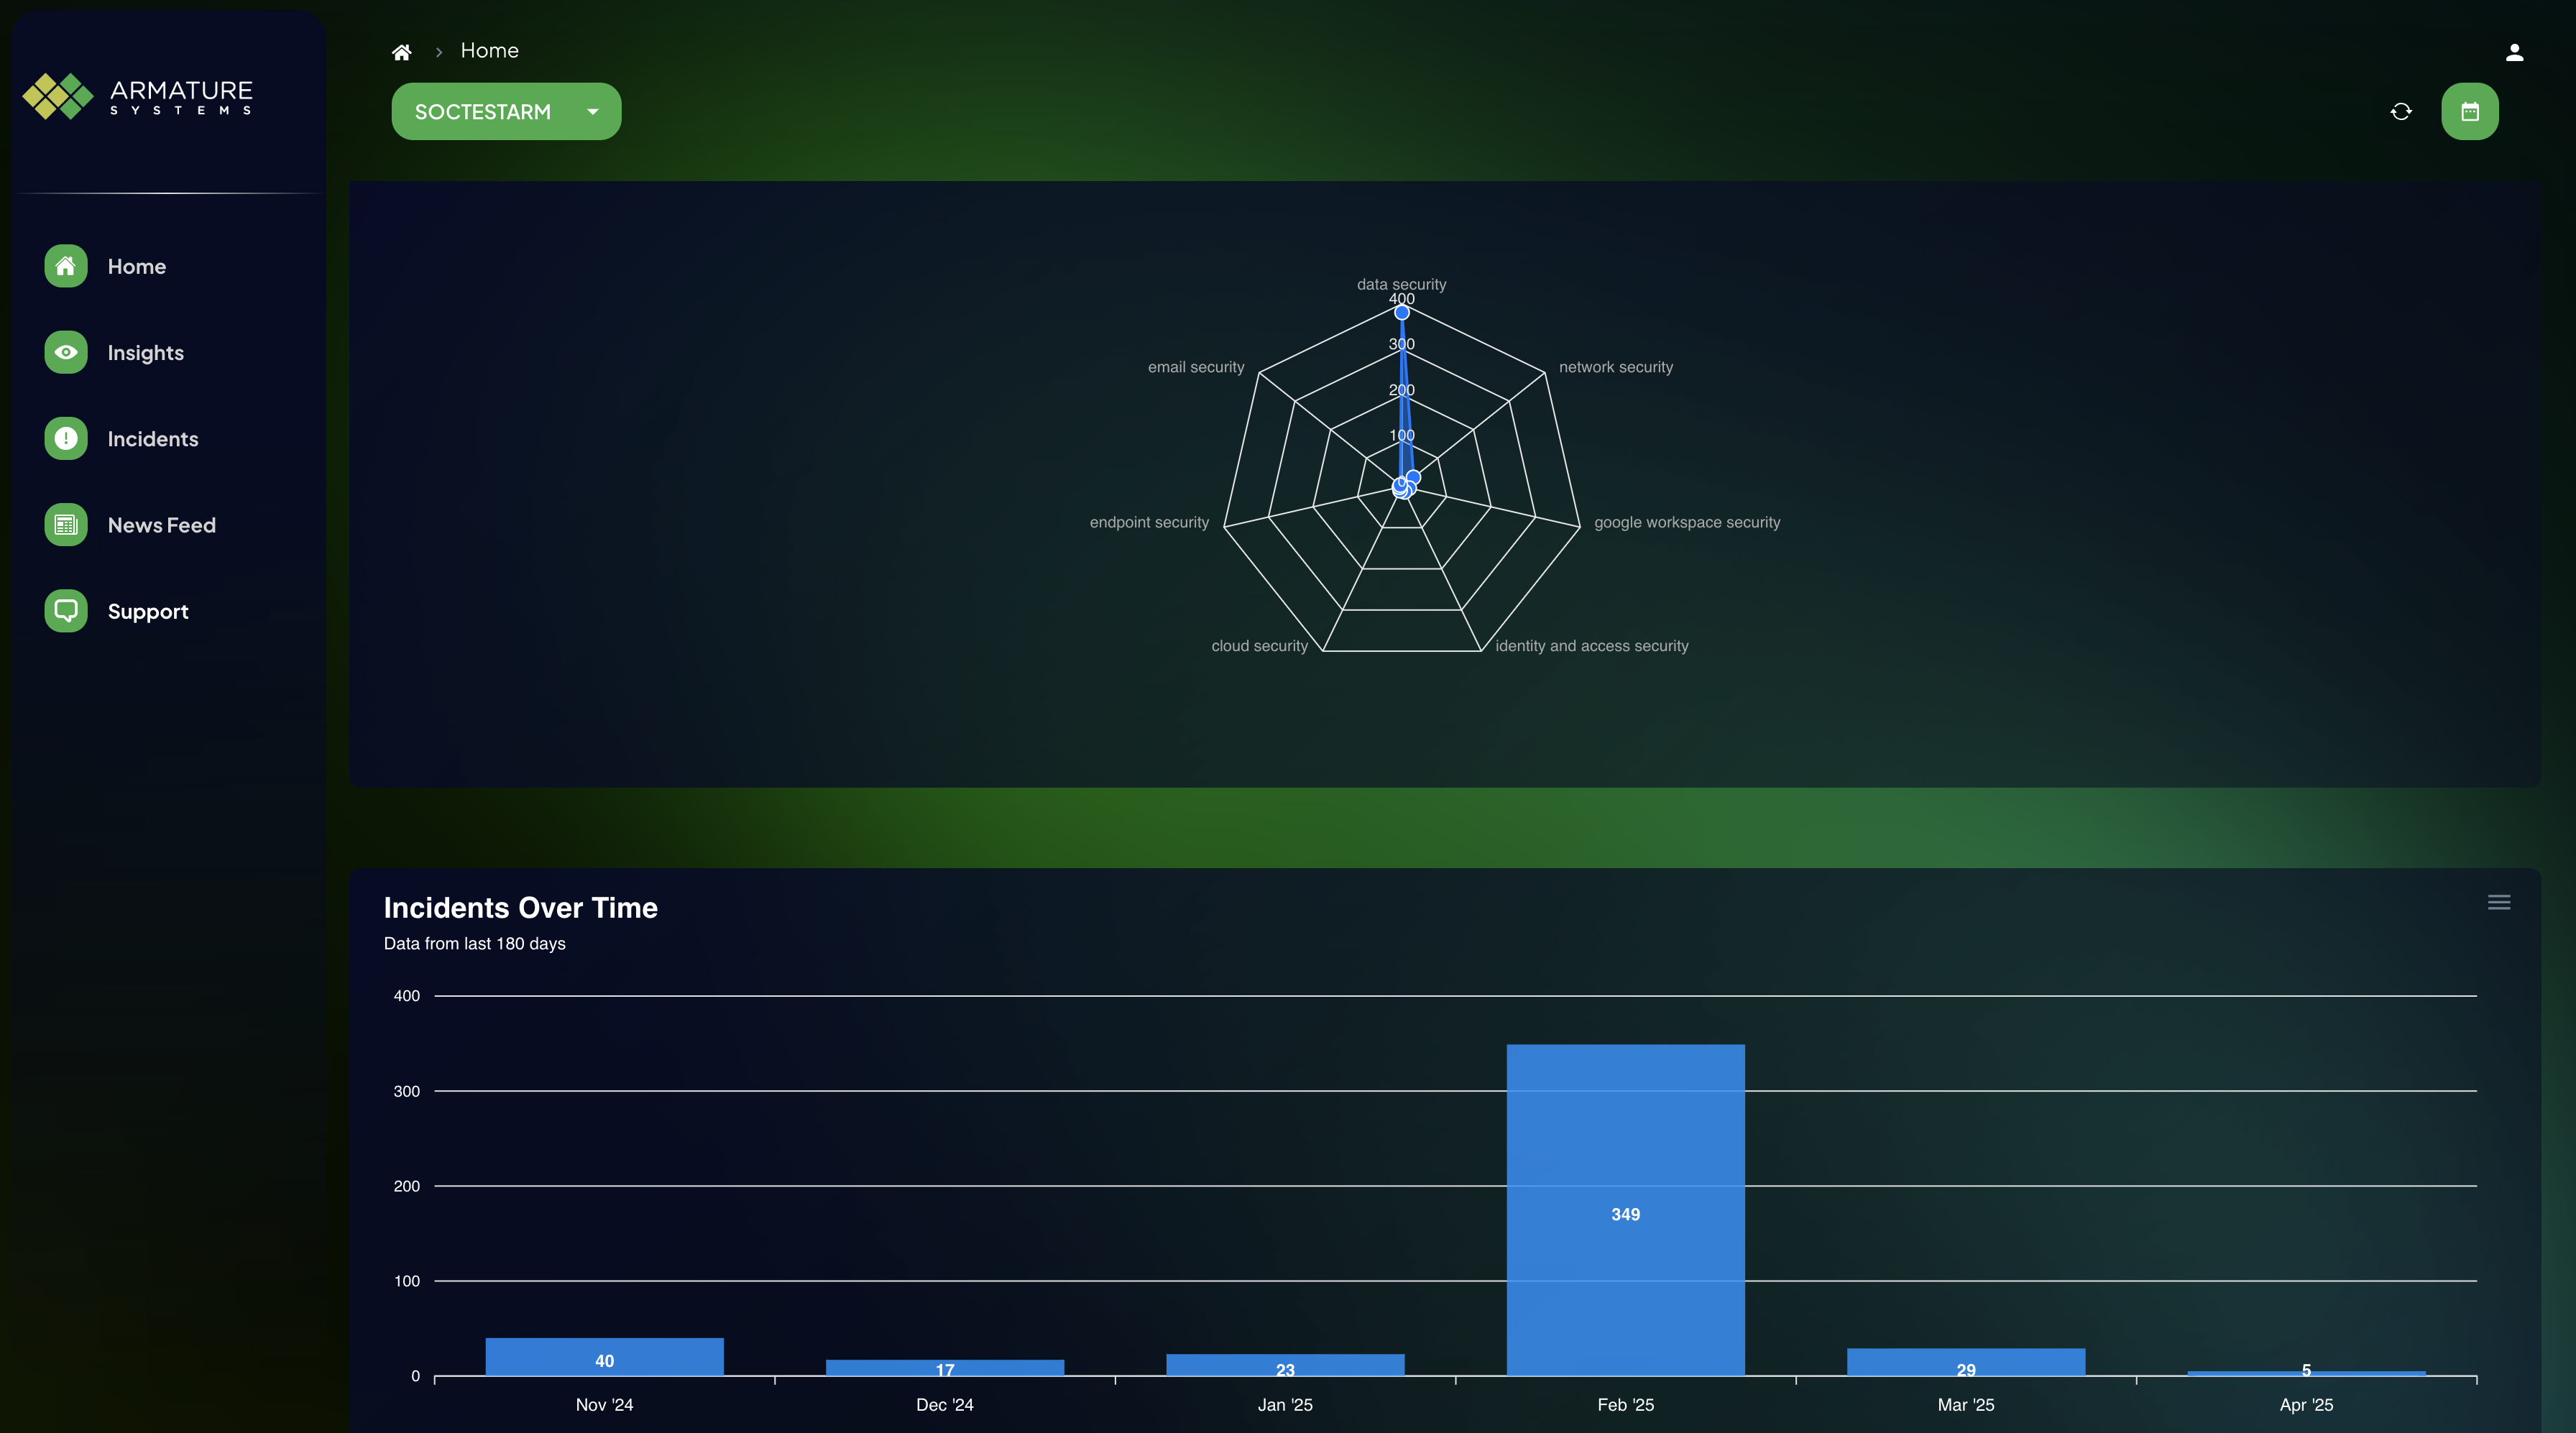 ARMATURE
SYSTEMS
Home
Insights
Incidents
News Feed
Support
Home
SOCTESTARM
data security
400
300
200
100
0
email security
network security
endpoint security
google workspace security
cloud security
identity and access security
Incidents Over Time
Data from last 180 days
400
300
200
100
0
40
17
23
349
29
5
Nov '24
Dec '24
Jan '25
Feb '25
Mar '25
Apr '25